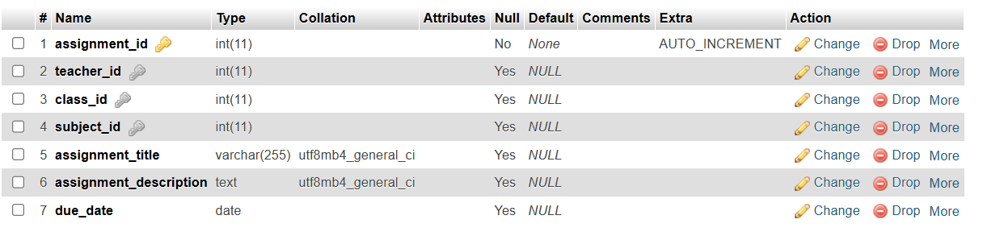 # Name Type Collation Attributes Null Default Comments Extra Action
1 assignment_id int(11) No None AUTO_INCREMENT Change Drop More
2 teacher_id int(11) Yes NULL Change Drop More
3 class_id int(11) Yes NULL Change Drop More
4 subject_id int(11) Yes NULL Change Drop More
5 assignment_title varchar(255) utf8mb4_general_ci Yes NULL Change Drop More
6 assignment_description text utf8mb4_general_ci Yes NULL Change Drop More
7 due_date date Yes NULL Change Drop More